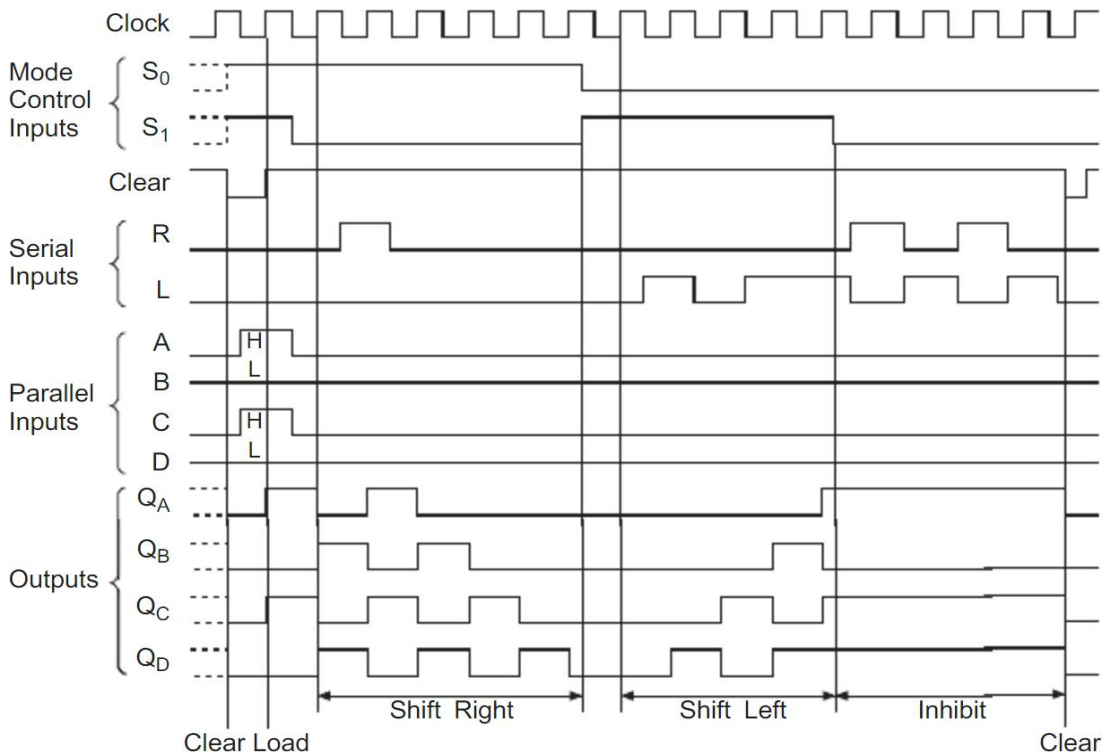 Clock
Mode
Control
Inputs
S0
S1
Clear
Serial
Inputs
R
L
Parallel
Inputs
A
H
L
B
C
H
L
D
Outputs
QA
QB
QC
QD
Shift Right
Shift Left
Inhibit
Clear Load
Clear